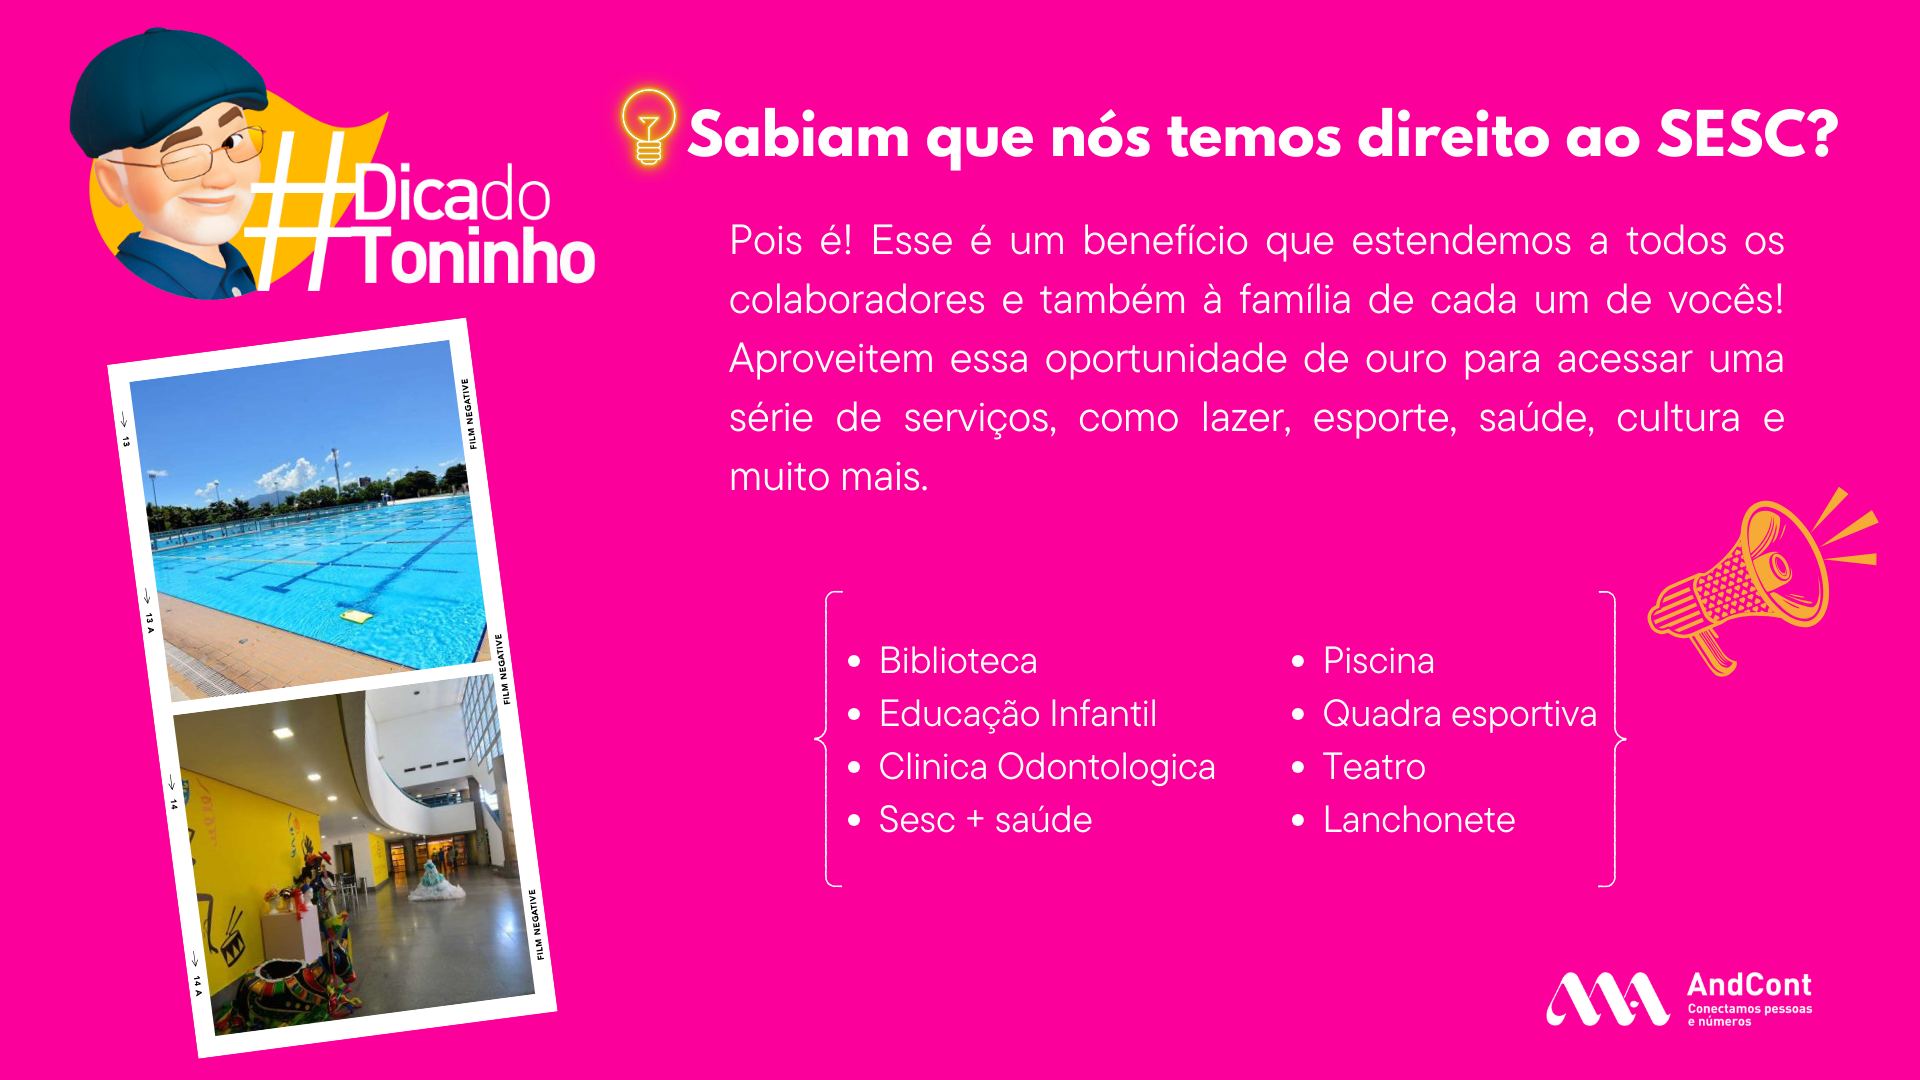 #Dicado
Toninho
Sabiam que nós temos direito ao SESC?
Pois é! Esse é um benefício que estendemos a todos os
colaboradores e também à família de cada um de vocês!
Aproveitem essa oportunidade de ouro para acessar uma
série de serviços, como lazer, esporte, saúde, cultura e
muito mais.
Biblioteca
Educação Infantil
Clinica Odontologica
Sesc + saúde
Piscina
Quadra esportiva
Teatro
Lanchonete
→ 13
FILM NEGATIVE
→ 13 A
FILM NEGATIVE
→ 14
FILM NEGATIVE
→ 14 A
AndCont
Conectamos pessoas
e números